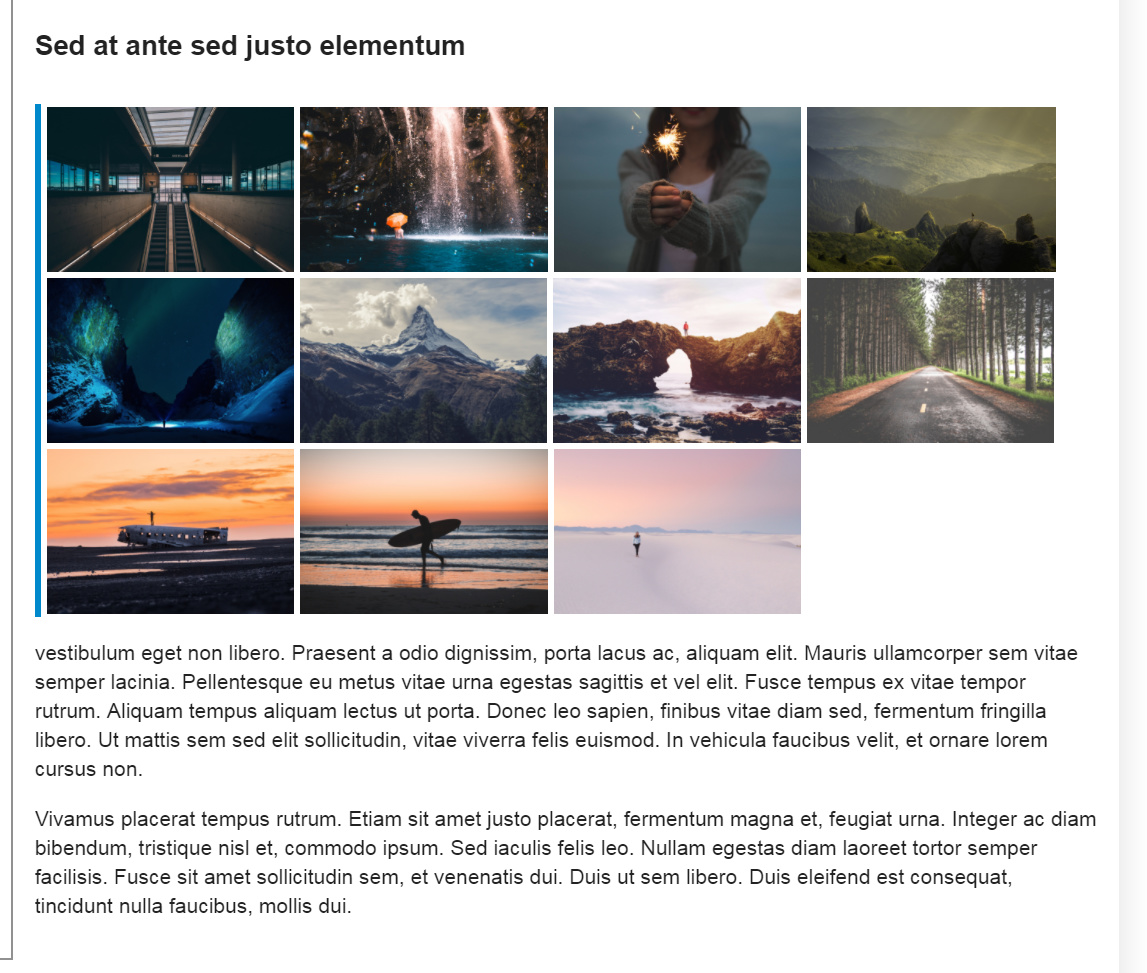 Sed at ante sed justo elementum
vestibulum eget non libero. Praesent a odio dignissim, porta lacus ac, aliquam elit. Mauris ullamcorper sem vitae
semper lacinia. Pellentesque eu metus vitae urna egestas sagittis et vel elit. Fusce tempus ex vitae tempor
rutrum. Aliquam tempus aliquam lectus ut porta. Donec leo sapien, finibus vitae diam sed, fermentum fringilla
libero. Ut mattis sem sed elit sollicitudin, vitae viverra felis euismod. In vehicula faucibus velit, et ornare lorem
cursus non.
Vivamus placerat tempus rutrum. Etiam sit amet justo placerat, fermentum magna et, feugiat urna. Integer ac diam
bibendum, tristique nisl et, commodo ipsum. Sed iaculis felis leo. Nullam egestas diam laoreet tortor semper
facilisis. Fusce sit amet sollicitudin sem, et venenatis dui. Duis ut sem libero. Duis eleifend est consequat,
tincidunt nulla faucibus, mollis dui.